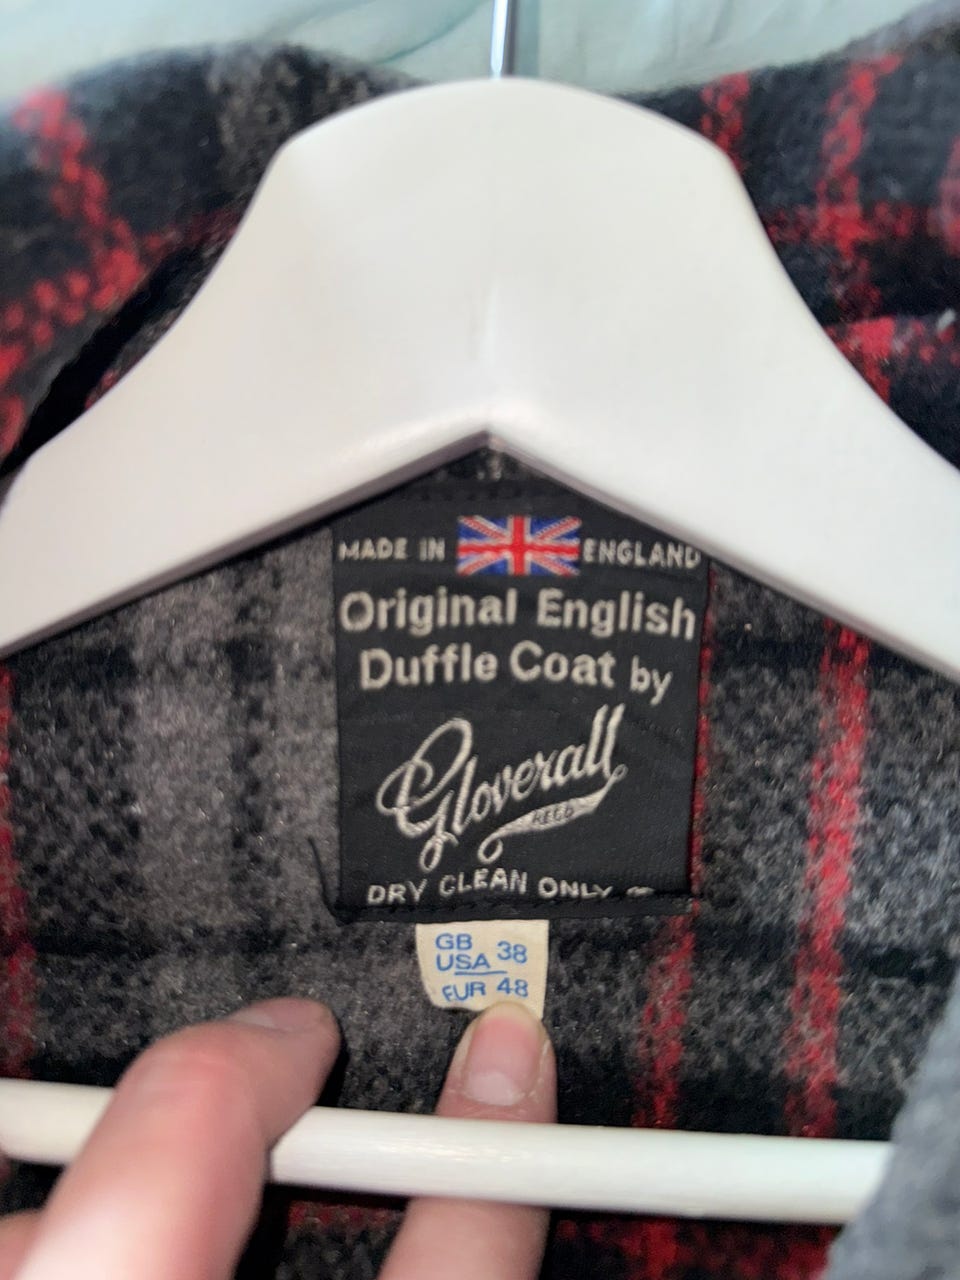 MADE IN ENGLAND
Original English
Duffle Coat by
Gloverall
REGD
DRY CLEAN ONLY
GB
USA 38
EUR 48